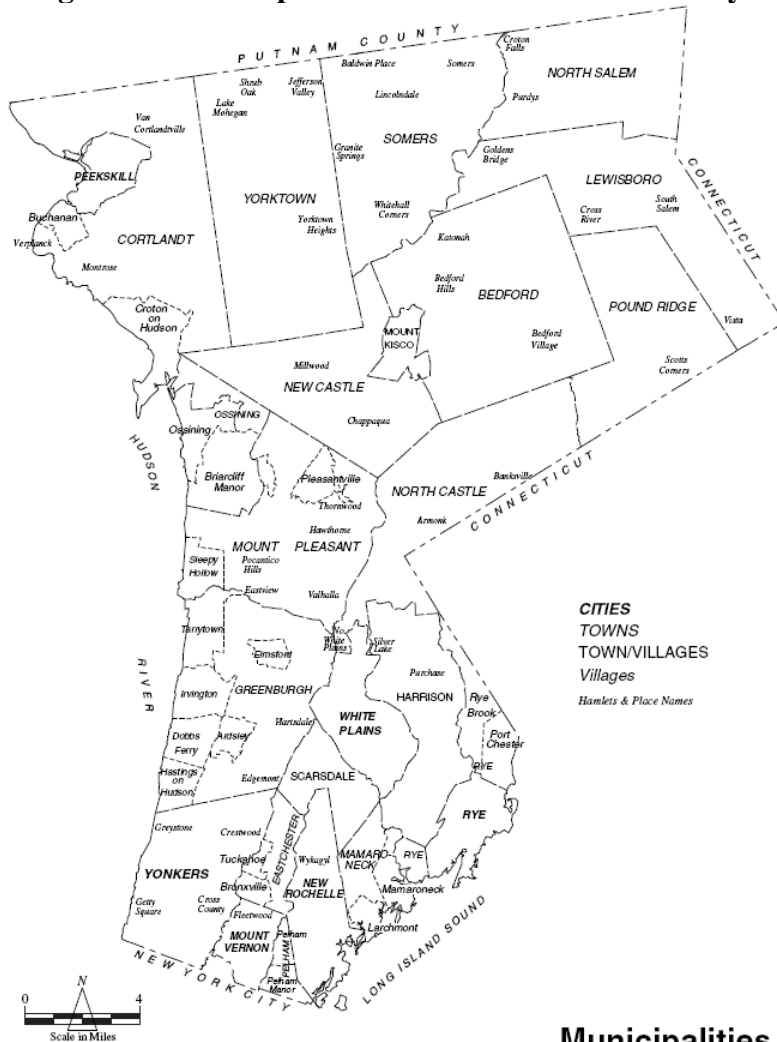 PUTNAM COUNTY
Croton
Falls
Baldwin Place
Somers
NORTH SALEM
Shrub
Oak
Jefferson
Valley
Lake
Mohegan
Lincolndale
Purdys
Van
Cortlandtville
SOMERS
Granite
Springs
Goldens
Bridge
PEEKSKILL
LEWISBORO
CONNECTICUT
YORKTOWN
Whitehall
Corners
Cross
River
South
Salem
Buchanan
Verplanck
CORTLANDT
Yorktown
Heights
Katonah
Montrose
Bedford
Hills
BEDFORD
POUND RIDGE
Croton
on
Hudson
MOUNT
KISCO
Bedford
Village
Vista
Millwood
Scotts
Corners
NEW CASTLE
OSSINING
Ossining
Chappaqua
HUDSON
Briarcliff
Manor
Pleasantville
Thornwood
NORTH CASTLE
Banksville
CONNECTICUT
Armonk
Hawthorne
MOUNT PLEASANT
Sleepy
Hollow
Pocantico
Hills
Eastview
Valhalla
CITIES
TOWNS
TOWN/VILLAGES
Villages
Hamlets & Place Names
Tarrytown
No.
White
Plains
Silver
Lake
Elmsford
RIVER
Irvington
GREENBURGH
Purchase
HARRISON
Rye
Brook
WHITE
PLAINS
Hartsdale
Dobbs
Ferry
Ardsley
Port
Chester
RYE
Hastings
on
Hudson
Edgemont
SCARSDALE
RYE
Greystone
Crestwood
EASTCHESTER
Tuckahoe
Wykagyl
MAMARO-
NECK
RYE
YONKERS
Bronxville
NEW
ROCHELLE
Mamaroneck
Getty
Square
Cross
County
Fleetwood
Larchmont
MOUNT
VERNON
Pelham
PELHAM
Pelham
Manor
NEW YORK CITY
LONG ISLAND SOUND
N
0 4
Scale in Miles
Municipalities